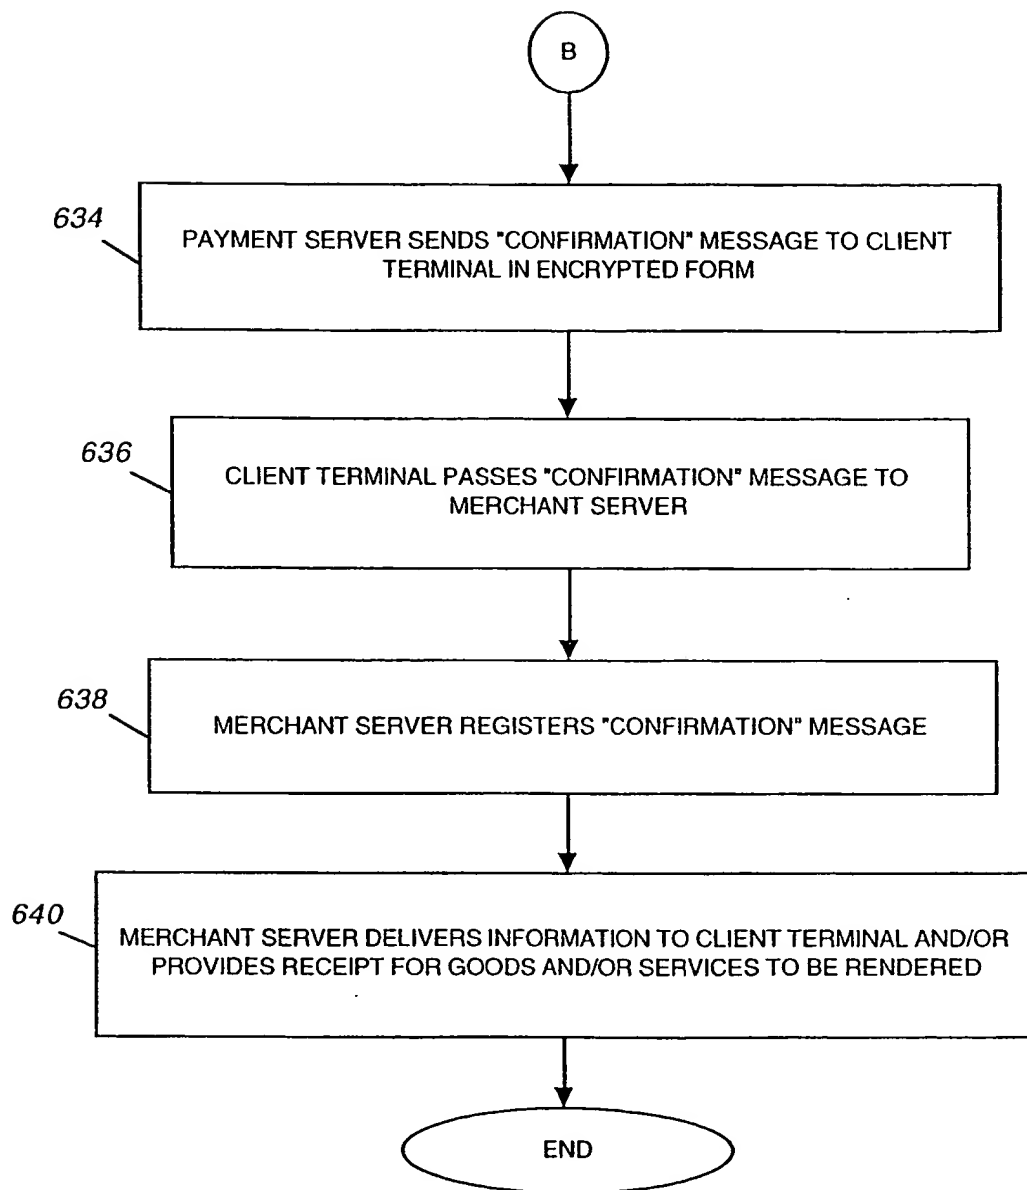 B
634
PAYMENT SERVER SENDS "CONFIRMATION" MESSAGE TO CLIENT
TERMINAL IN ENCRYPTED FORM
636
CLIENT TERMINAL PASSES "CONFIRMATION" MESSAGE TO
MERCHANT SERVER
638
MERCHANT SERVER REGISTERS "CONFIRMATION" MESSAGE
640
MERCHANT SERVER DELIVERS INFORMATION TO CLIENT TERMINAL AND/OR
PROVIDES RECEIPT FOR GOODS AND/OR SERVICES TO BE RENDERED
END